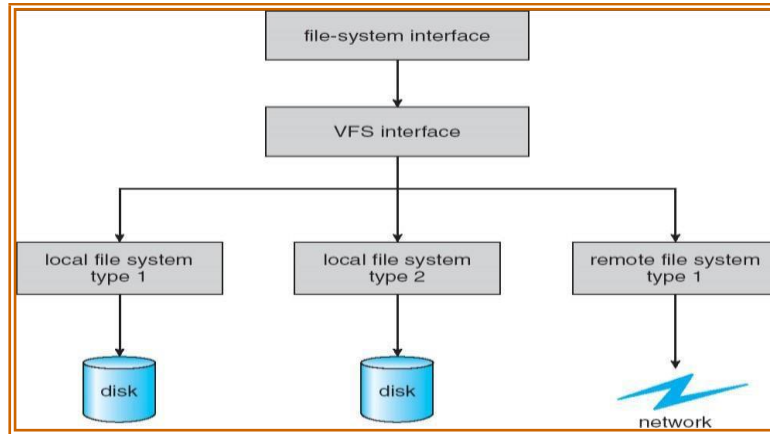 file-system interface
VFS interface
local file system
type 1
local file system
type 2
remote file system
type 1
disk
disk
network